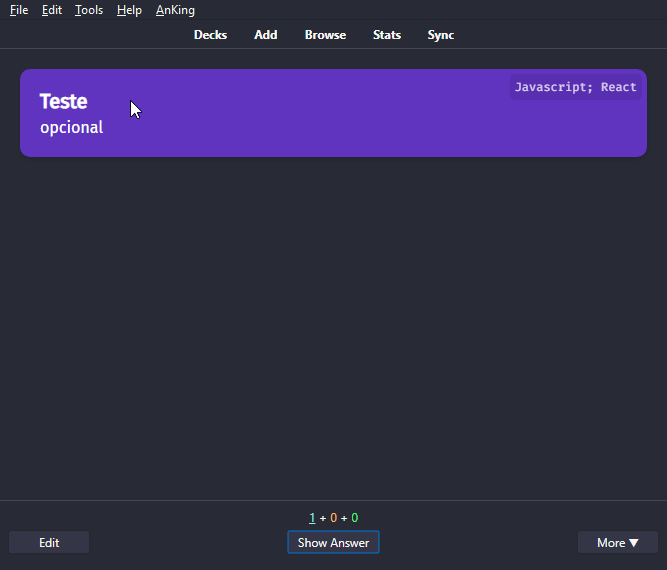 File Edit Tools Help AnKing
Decks Add Browse Stats Sync
Javascript; React
Teste
opcional
1 + 0 + 0
Edit Show Answer More ▼